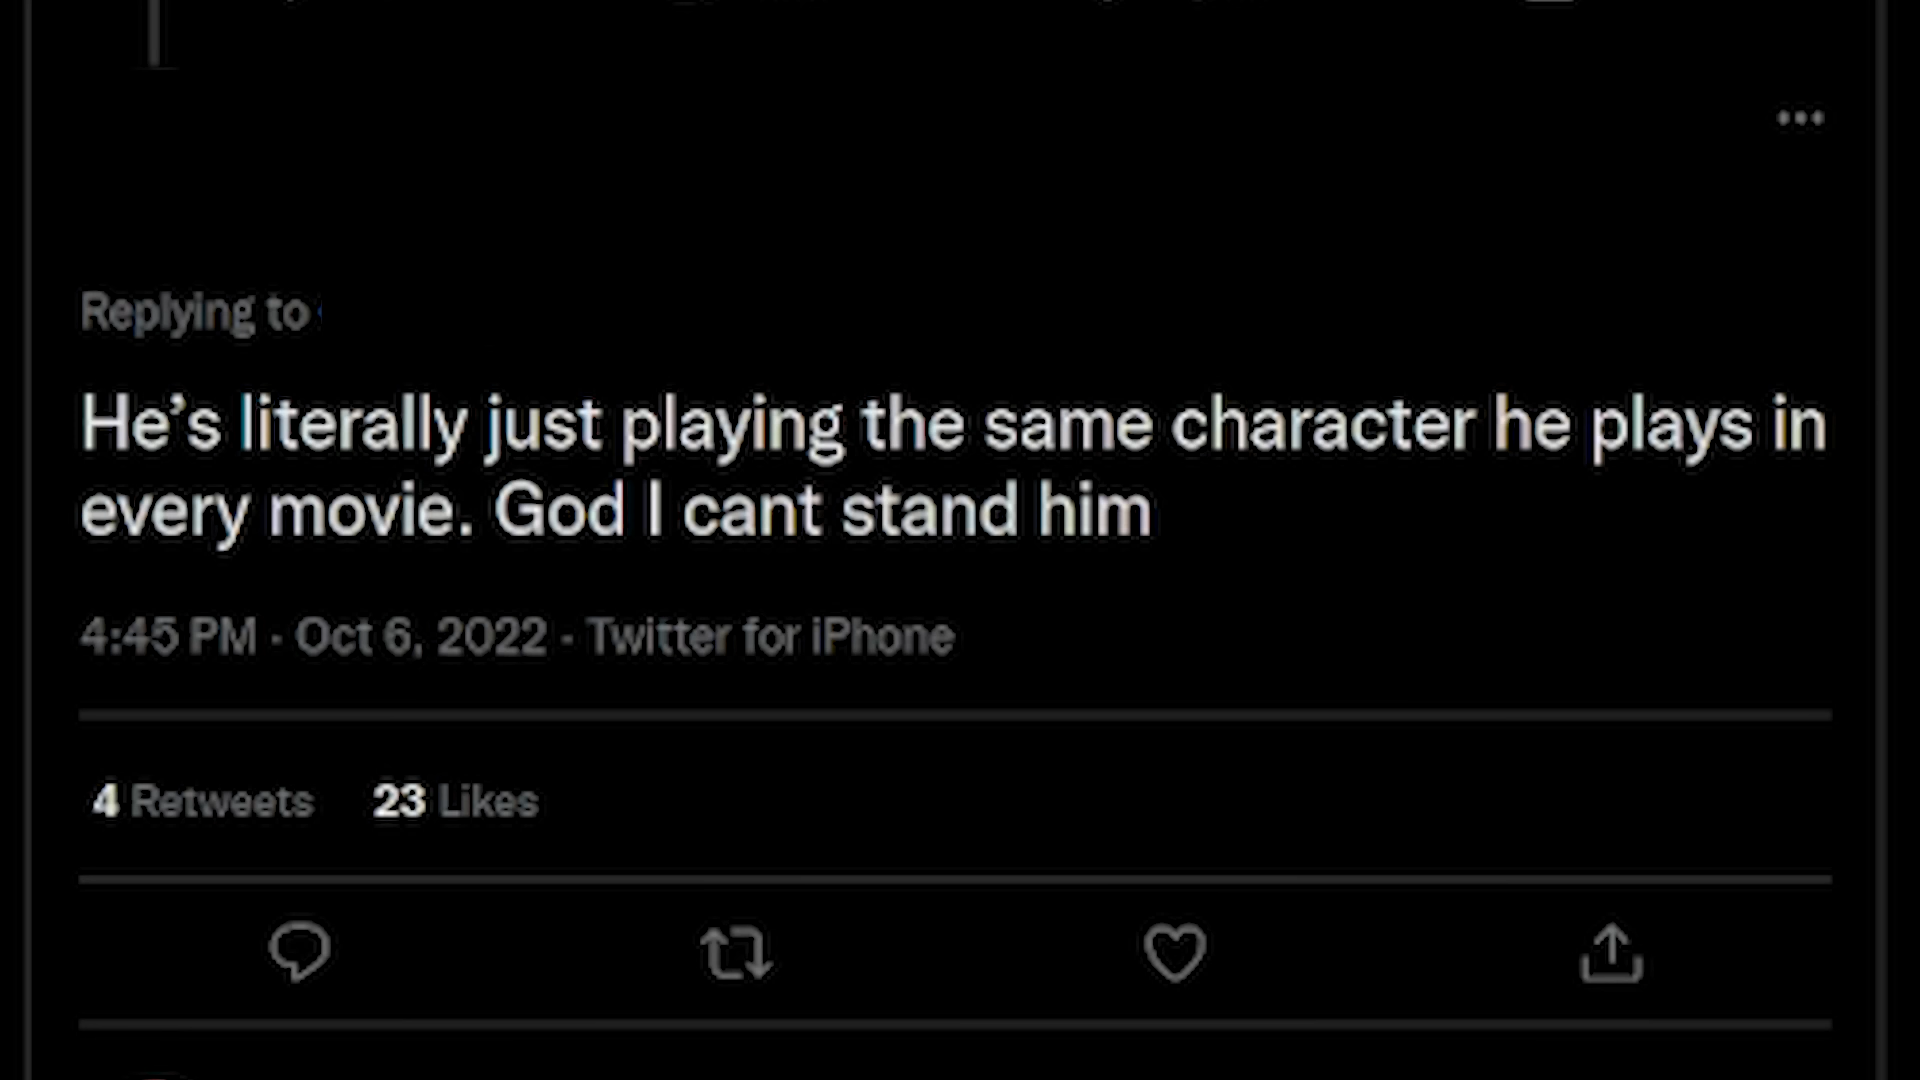 Replying to
He’s literally just playing the same character he plays in
every movie. God I cant stand him
4:45 PM · Oct 6, 2022 · Twitter for iPhone
4 Retweets 23 Likes